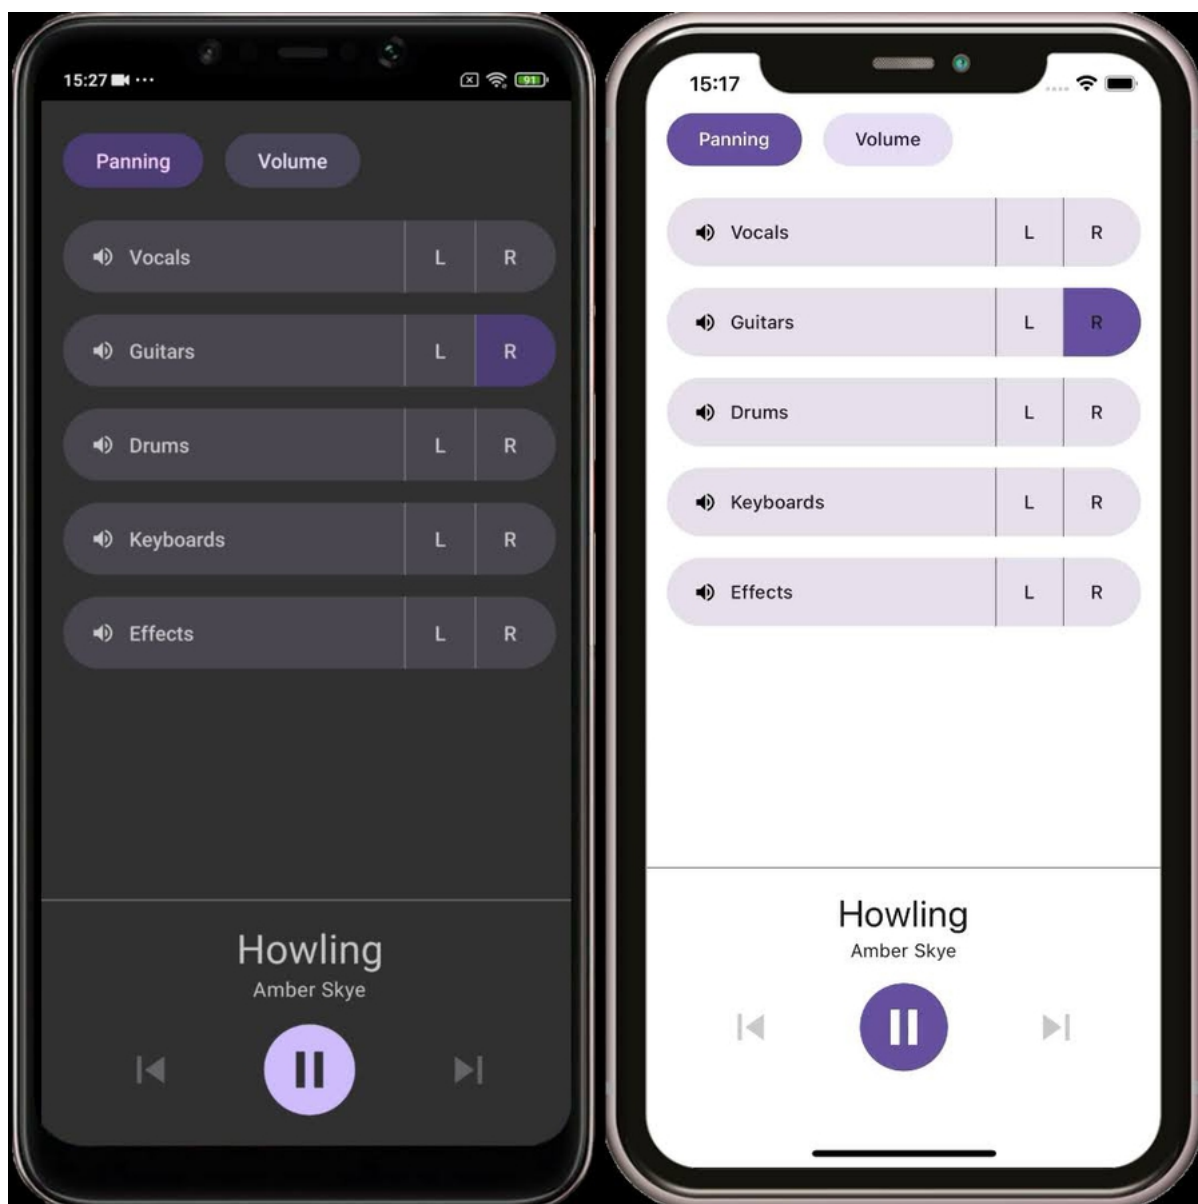 15:27
91
Panning Volume
Vocals L R
Guitars L R
Drums L R
Keyboards L R
Effects L R
Howling
Amber Skye
15:17
Panning Volume
Vocals L R
Guitars L R
Drums L R
Keyboards L R
Effects L R
Howling
Amber Skye